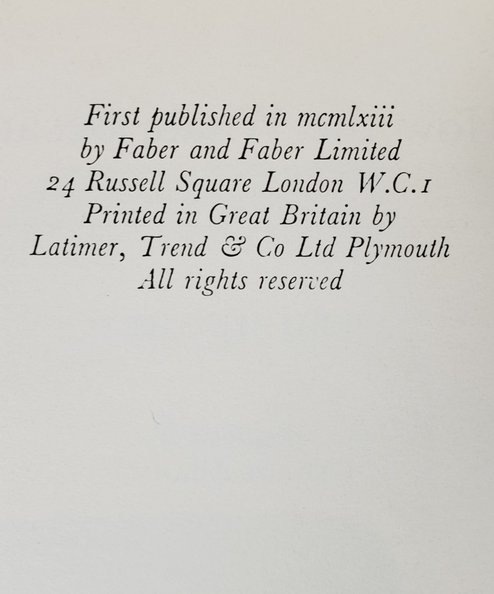 First published in mcmlxiii
by Faber and Faber Limited
24 Russell Square London W.C.1
Printed in Great Britain by
Latimer, Trend & Co Ltd Plymouth
All rights reserved